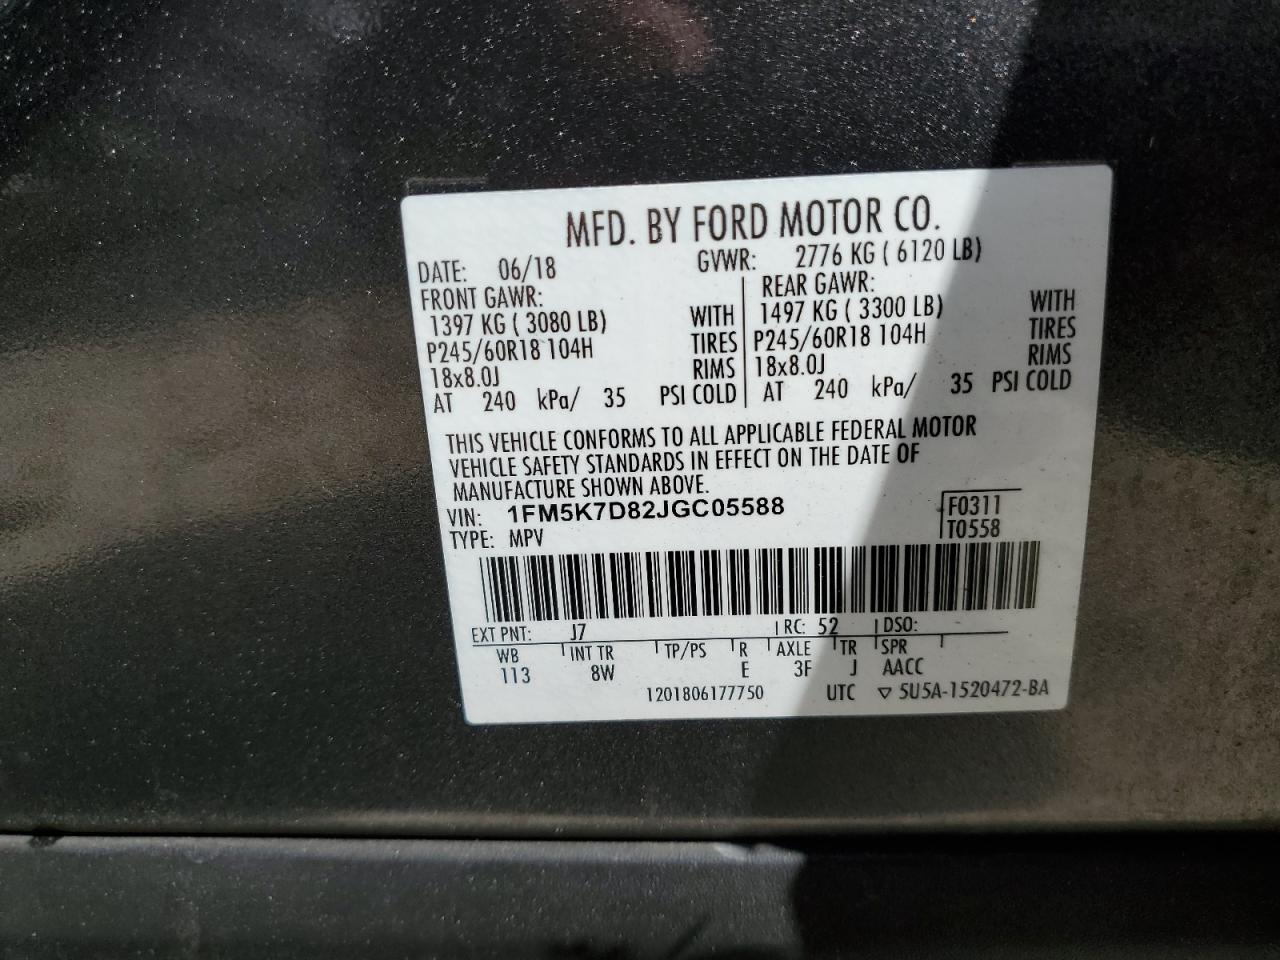 MFD. BY FORD MOTOR CO.
DATE: 06/18 GVWR: 2776 KG ( 6120 LB)
FRONT GAWR: REAR GAWR:
1397 KG ( 3080 LB) WITH 1497 KG ( 3300 LB) WITH
P245/60R18 104H TIRES P245/60R18 104H TIRES
18x8.0J RIMS 18x8.0J RIMS
AT 240 kPa/ 35 PSI COLD AT 240 kPa/ 35 PSI COLD
THIS VEHICLE CONFORMS TO ALL APPLICABLE FEDERAL MOTOR
VEHICLE SAFETY STANDARDS IN EFFECT ON THE DATE OF
MANUFACTURE SHOWN ABOVE.
VIN: 1FM5K7D82JGC05588 F0311
TYPE: MPV T0558
EXT PNT: J7 RC: 52 DSO:
WB INT TR TP/PS R AXLE TR SPR
113 8W E 3F J AACC
1201806177750 UTC ▽ 5U5A-1520472-BA